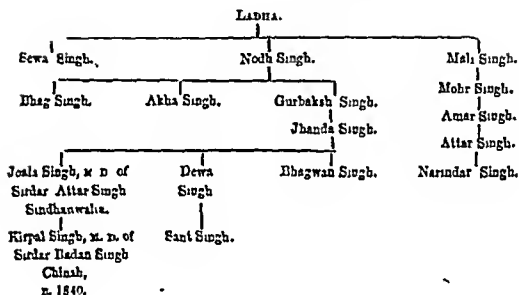 LADHA.
Sewa Singh. Nodh Singh. Mali Singh.
Mohr Singh.
Bhag Singh. Akha Singh. Gurbaksh Singh.
Amar Singh.
Jhanda Singh.
Attar Singh.
Joala Singh, M D of Dewa Bhagwan Singh. Narindar Singh.
Sirdar Attar Singh Singh
Sindhanwalia.
Kirpal Singh, M. D. of Sant Singh.
Sirdar Badan Singh
Chinah,
B. 1840.